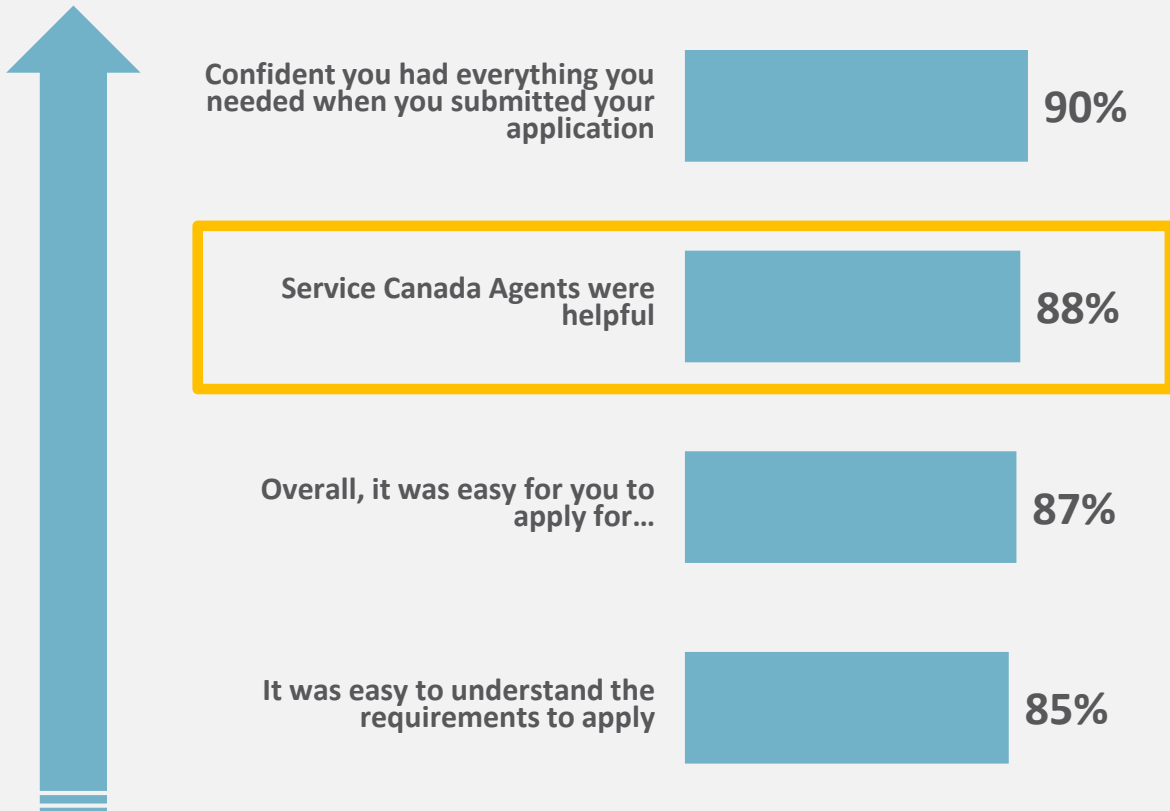 Confident you had everything you
needed when you submitted your
application
90%
Service Canada Agents were
helpful
88%
Overall, it was easy for you to
apply for…
87%
It was easy to understand the
requirements to apply
85%